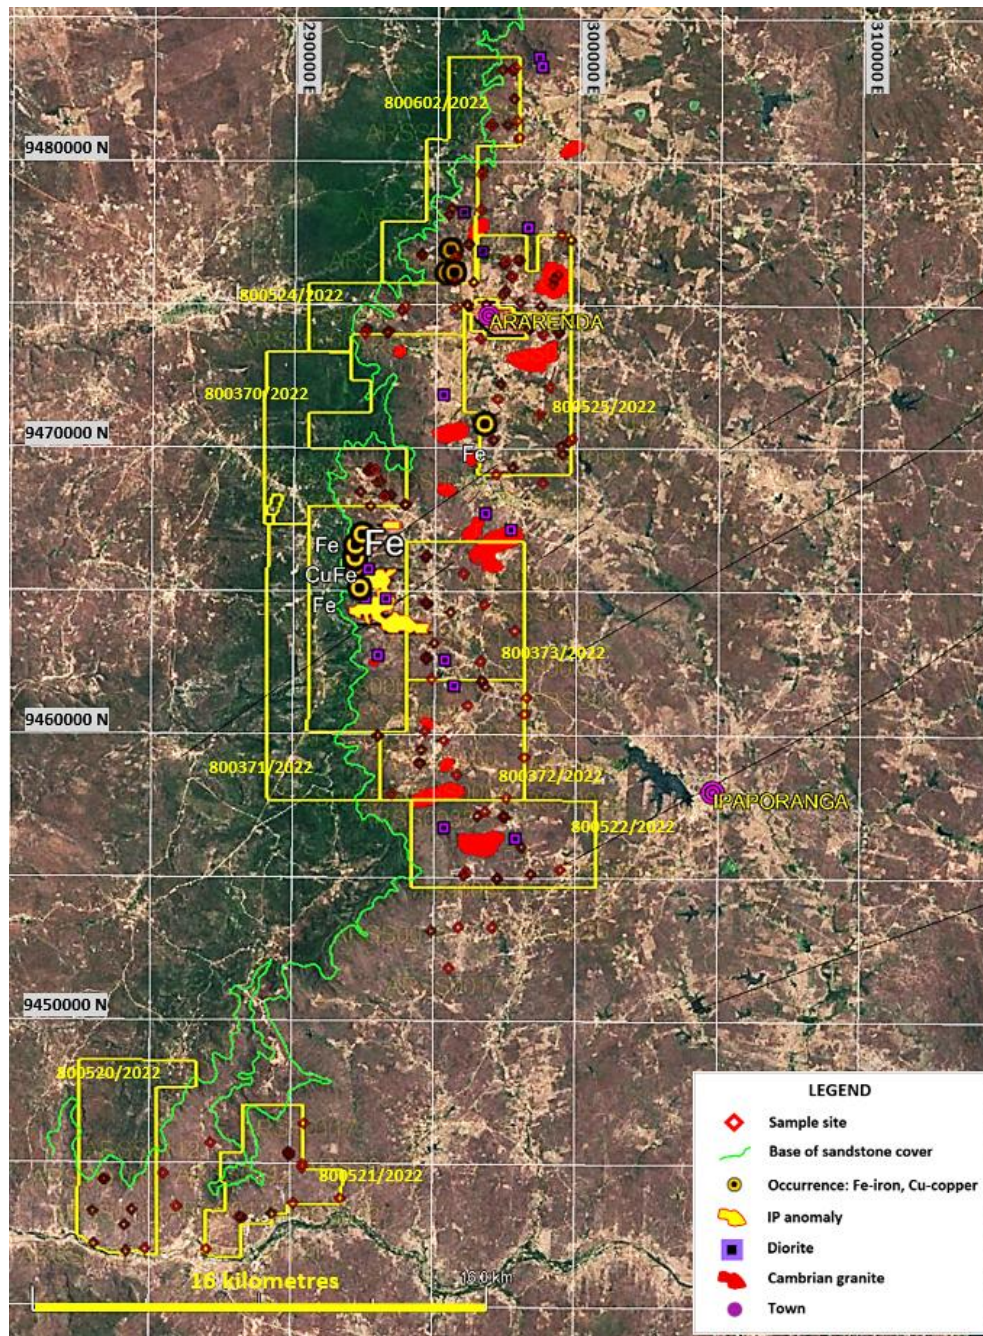 290000 E
300000 E
310000 E
800602/2022
9480000 N
800524/2022
ARARENDA
800370/2022
800525/2022
9470000 N
Fe
Fe
Fe
CuFe
Fe
800373/2022
9460000 N
800371/2022
800372/2022
IPAPORANGA
800522/2022
9450000 N
800520/2022
800521/2022
16 kilometres
16.0 km
LEGEND
Sample site
Base of sandstone cover
Occurrence: Fe-iron, Cu-copper
IP anomaly
Diorite
Cambrian granite
Town